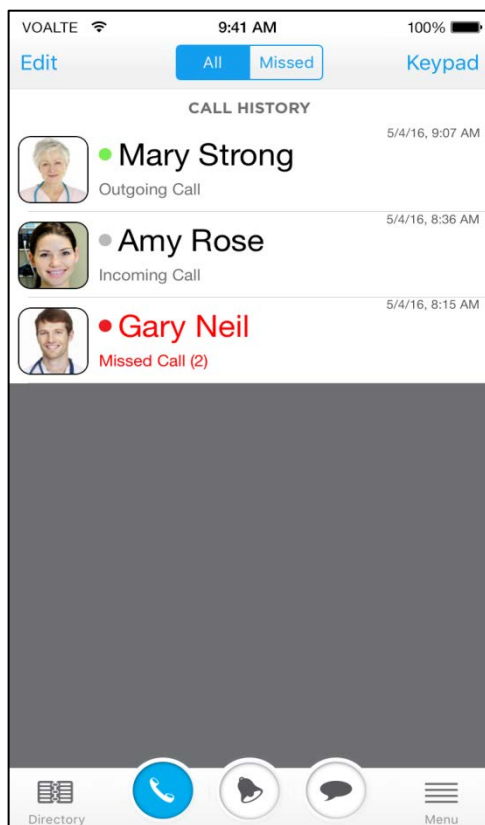 VOALTE 9:41 AM 100%
Edit All Missed Keypad
CALL HISTORY
5/4/16, 9:07 AM
Mary Strong
Outgoing Call
5/4/16, 8:36 AM
Amy Rose
Incoming Call
5/4/16, 8:15 AM
Gary Neil
Missed Call (2)
Directory Menu